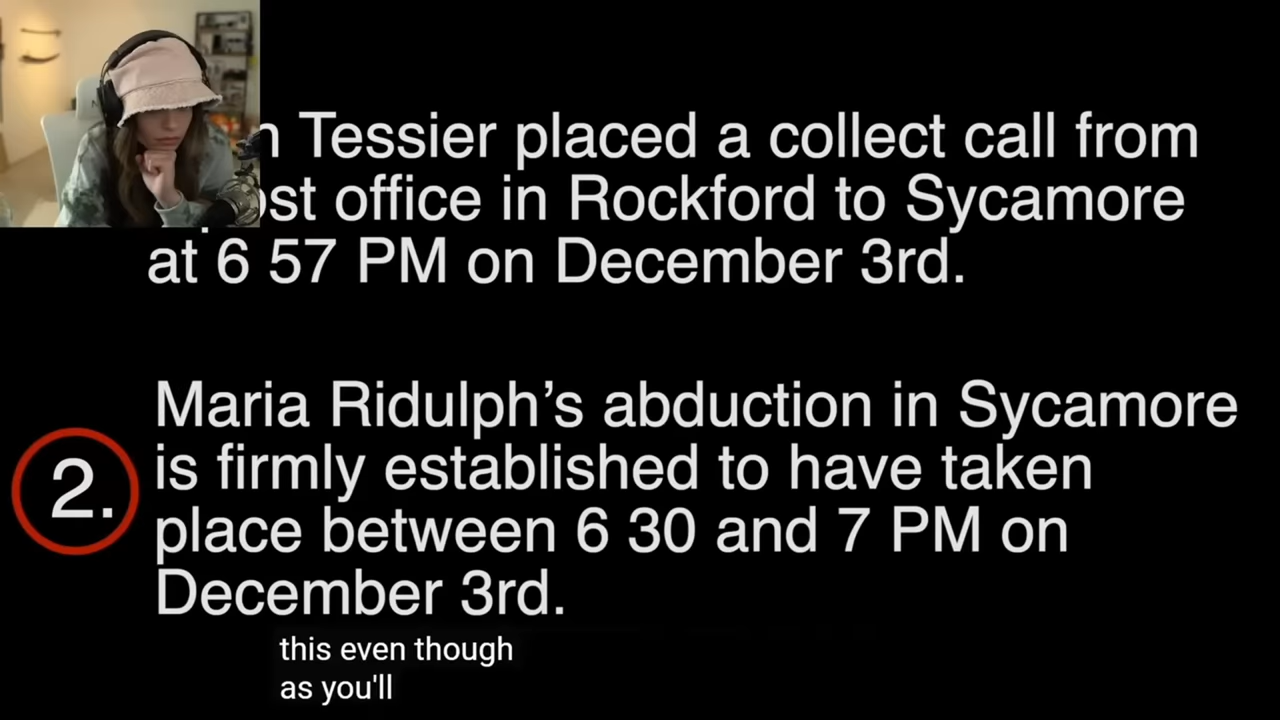 Tessier placed a collect call from
office in Rockford to Sycamore
at 6 57 PM on December 3rd.
2.
Maria Ridulph’s abduction in Sycamore
is firmly established to have taken
place between 6 30 and 7 PM on
December 3rd.
this even though
as you'll